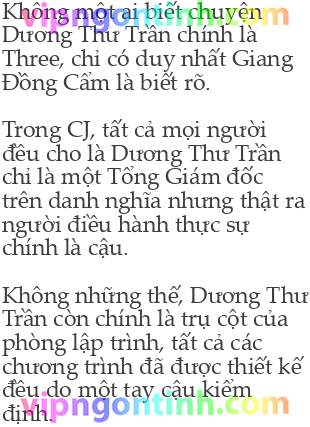 Không một ai biết chuyện
Dương Thư Trần chính là
Three, chỉ có duy nhất Giang
Đồng Cẩm là biết rõ.
Trong CJ, tất cả mọi người
đều cho là Dương Thư Trần
chỉ là một Tổng Giám đốc
trên danh nghĩa nhưng thật ra
người điều hành thực sự
chính là cậu.
Không những thế, Dương Thư
Trần còn chính là trụ cột của
phòng lập trình, tất cả các
chương trình đã được thiết kế
đều do một tay cậu kiểm
định.
vipngontinh.com
vipngontinh.com